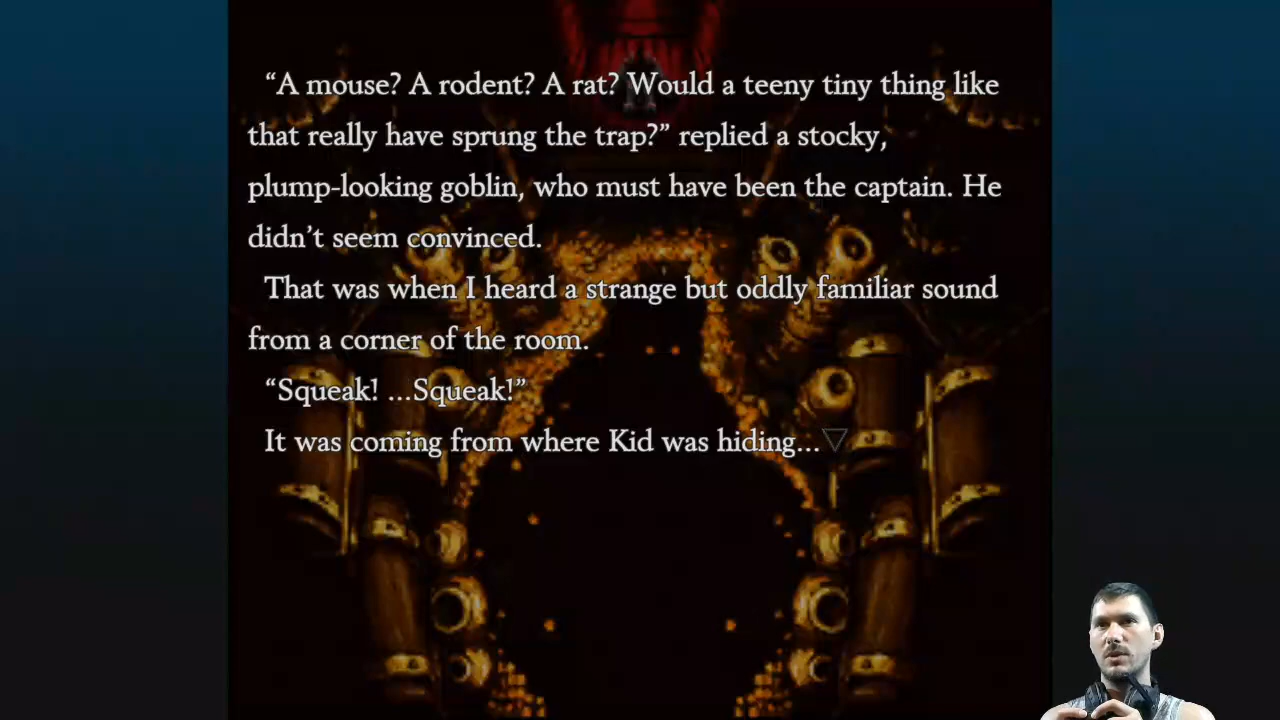 “A mouse? A rodent? A rat? Would a teeny tiny thing like
that really have sprung the trap?” replied a stocky,
plump-looking goblin, who must have been the captain. He
didn’t seem convinced.
That was when I heard a strange but oddly familiar sound
from a corner of the room.
“Squeak! ...Squeak!”
It was coming from where Kid was hiding...